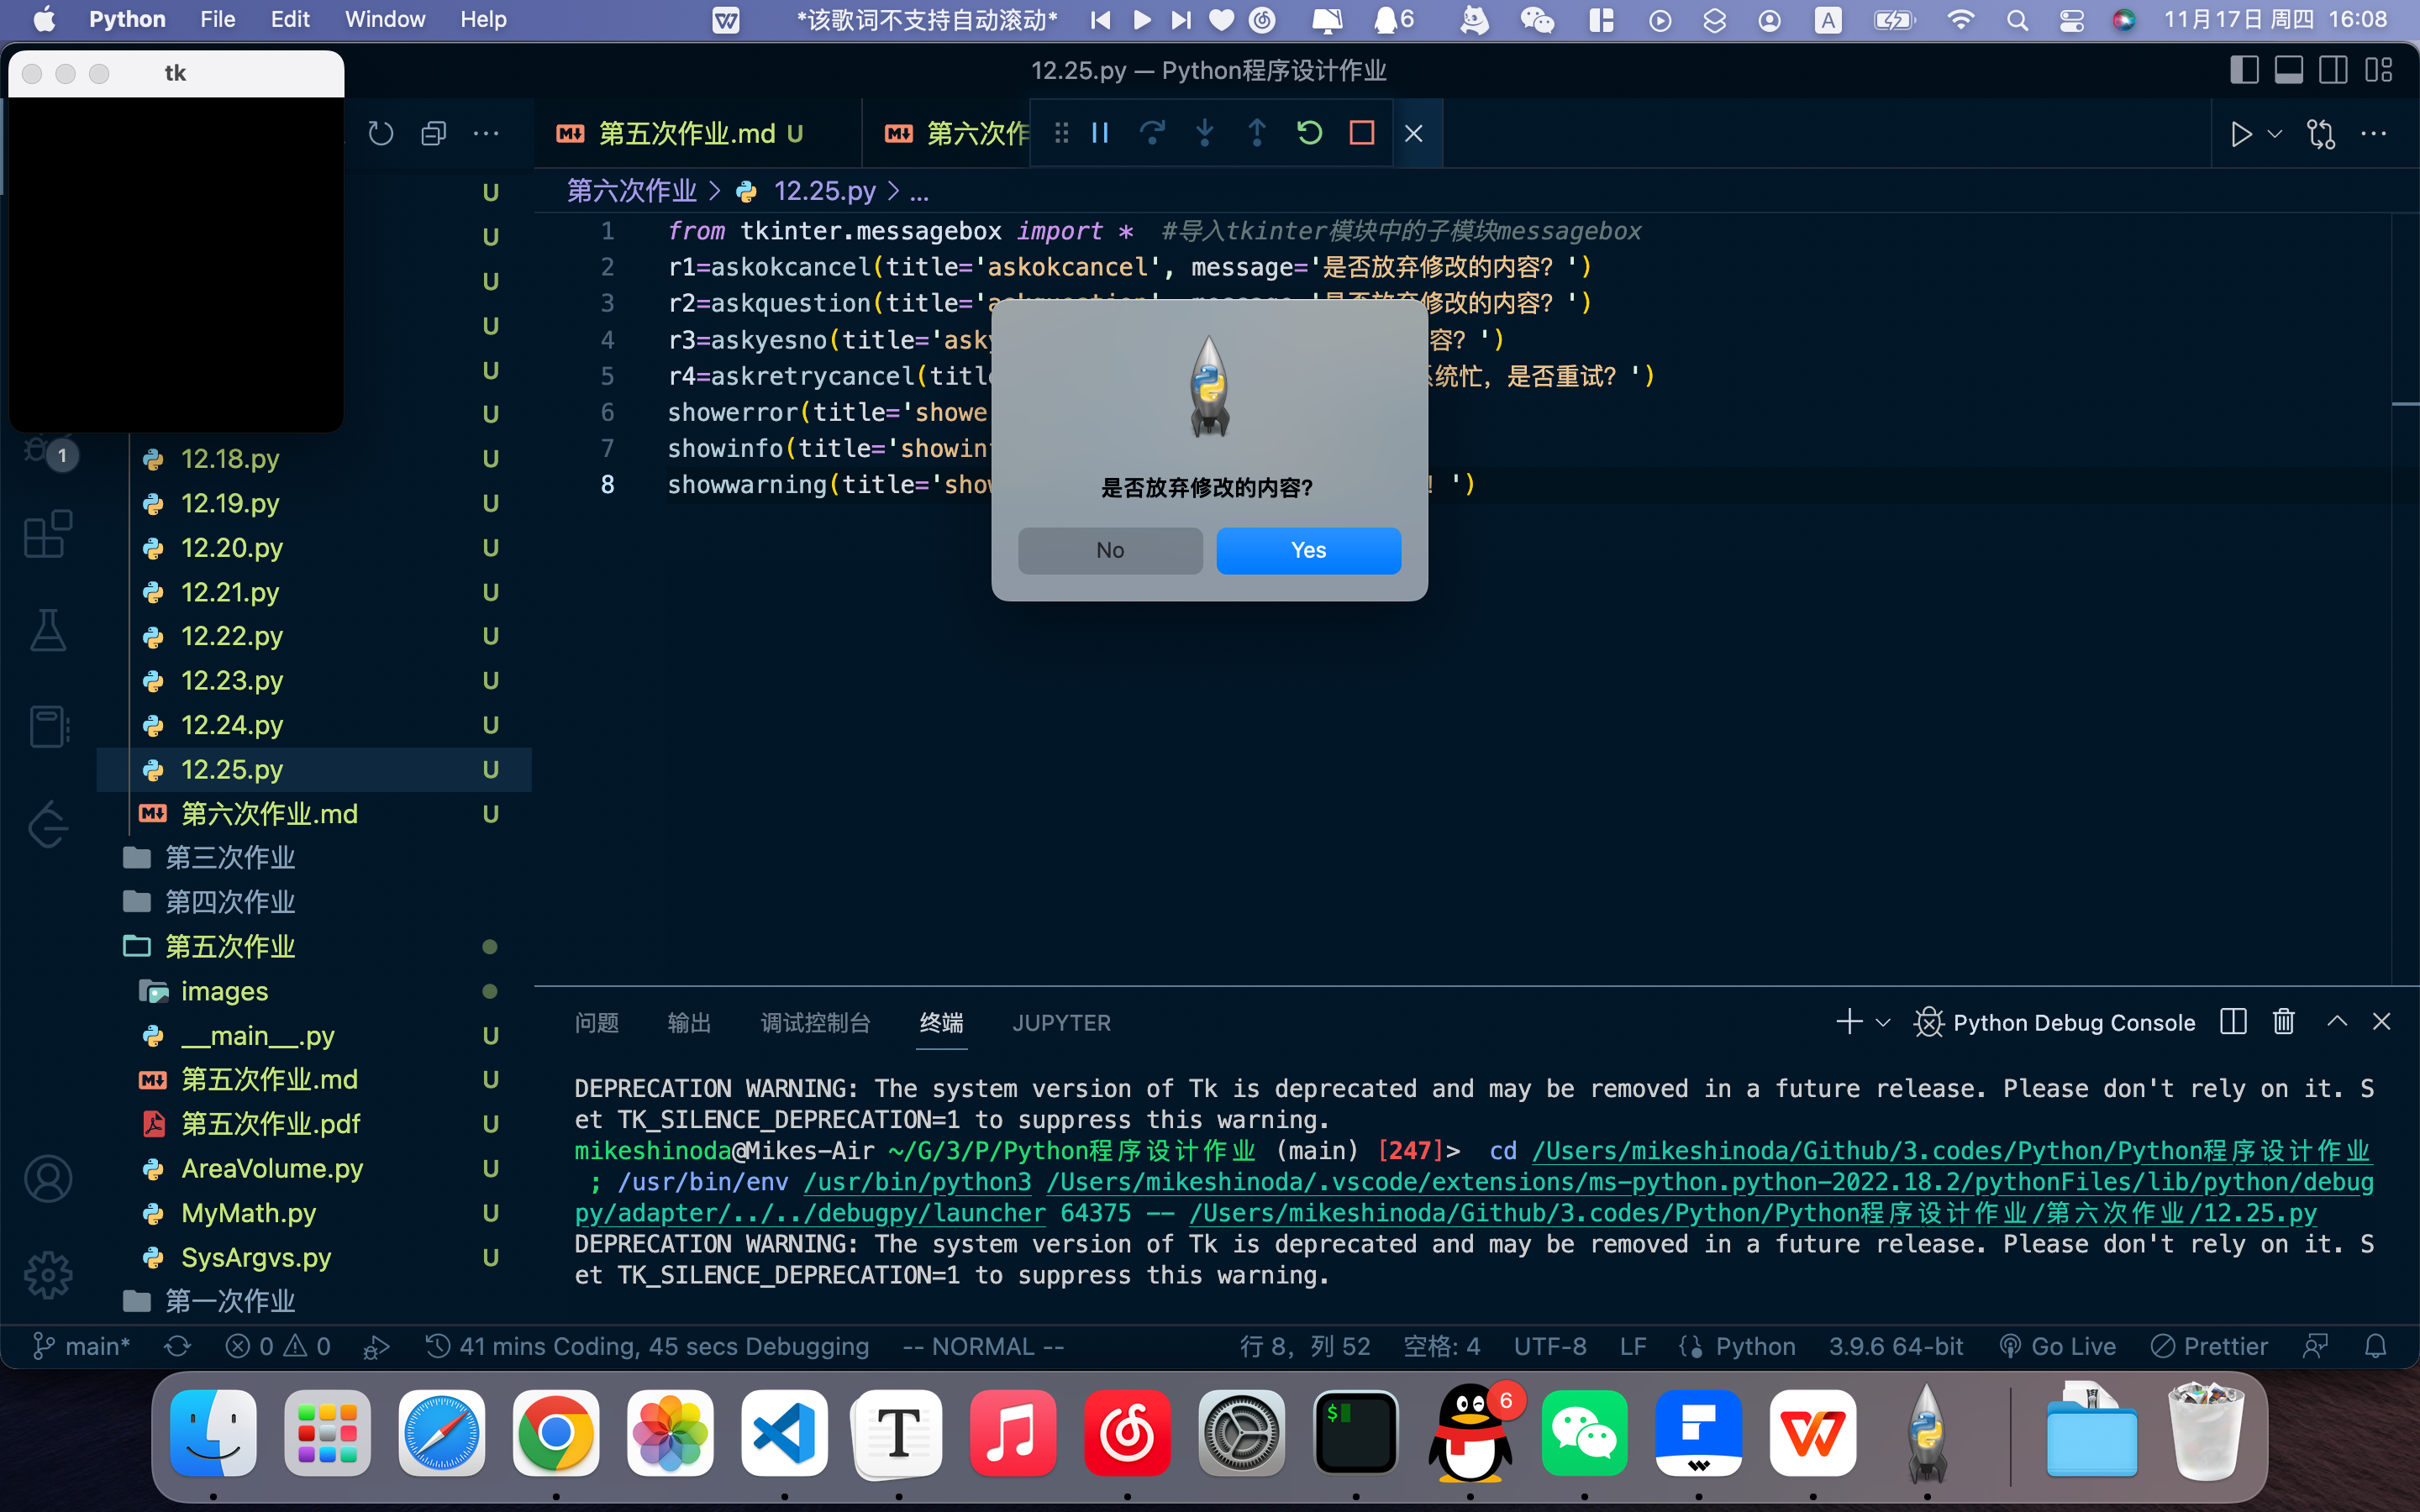 Python File Edit Window Help *该歌词不支持自动滚动* 6 A 11月17日 周四 16:08
tk
12.25.py — Python程序设计作业
第五次作业.md U 第六次作
第六次作业 > 12.25.py > ...
1 from tkinter.messagebox import * #导入tkinter模块中的子模块messagebox
2 r1=askokcancel(title='askokcancel', message='是否放弃修改的内容？')
3 r2=askquestion(title='askquestion', message='是否放弃修改的内容？')
4 r3=askyesno(title='asky 容？')
5 r4=askretrycancel(titl 系统忙，是否重试？')
6 showerror(title='showe
7 showinfo(title='showin
8 showwarning(title='show ！')
是否放弃修改的内容？
No Yes
U
U
U
U
U
U
1
12.18.py U
12.19.py U
12.20.py U
12.21.py U
12.22.py U
12.23.py U
12.24.py U
12.25.py U
第六次作业.md U
第三次作业
第四次作业
第五次作业
images
__main__.py U
第五次作业.md U
第五次作业.pdf U
AreaVolume.py U
MyMath.py U
SysArgvs.py U
第一次作业
问题 输出 调试控制台 终端 JUPYTER Python Debug Console
DEPRECATION WARNING: The system version of Tk is deprecated and may be removed in a future release. Please don't rely on it. S
et TK_SILENCE_DEPRECATION=1 to suppress this warning.
mikeshinoda@Mikes-Air ~/G/3/P/Python程序设计作业 (main) [247]> cd /Users/mikeshinoda/Github/3.codes/Python/Python程序设计作业
; /usr/bin/env /usr/bin/python3 /Users/mikeshinoda/.vscode/extensions/ms-python.python-2022.18.2/pythonFiles/lib/python/debug
py/adapter/../../debugpy/launcher 64375 -- /Users/mikeshinoda/Github/3.codes/Python/Python程序设计作业/第六次作业/12.25.py
DEPRECATION WARNING: The system version of Tk is deprecated and may be removed in a future release. Please don't rely on it. S
et TK_SILENCE_DEPRECATION=1 to suppress this warning.
main* 0 0 41 mins Coding, 45 secs Debugging -- NORMAL -- 行 8，列 52 空格: 4 UTF-8 LF Python 3.9.6 64-bit Go Live Prettier
T $ 6